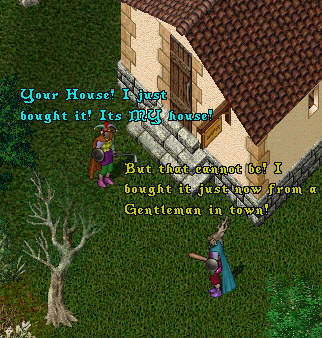 Your House! I just
bought it! Its MY house!
But that cannot be! I
bought it just now from a
Gentleman in town!